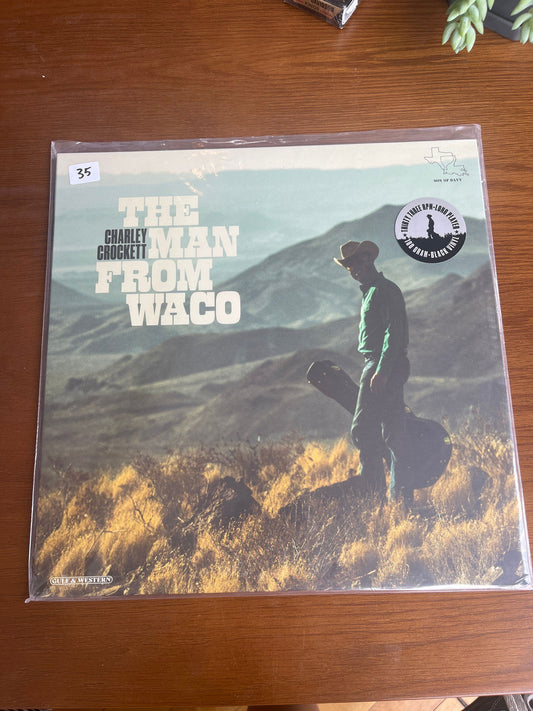 35
SON OF DAVY
THE
CHARLEY
CROCKETT
MAN
FROM
WACO
THIRTY THREE RPM-LONG PLAYER
180 GRAM-BLACK VINYL
GULF & WESTERN